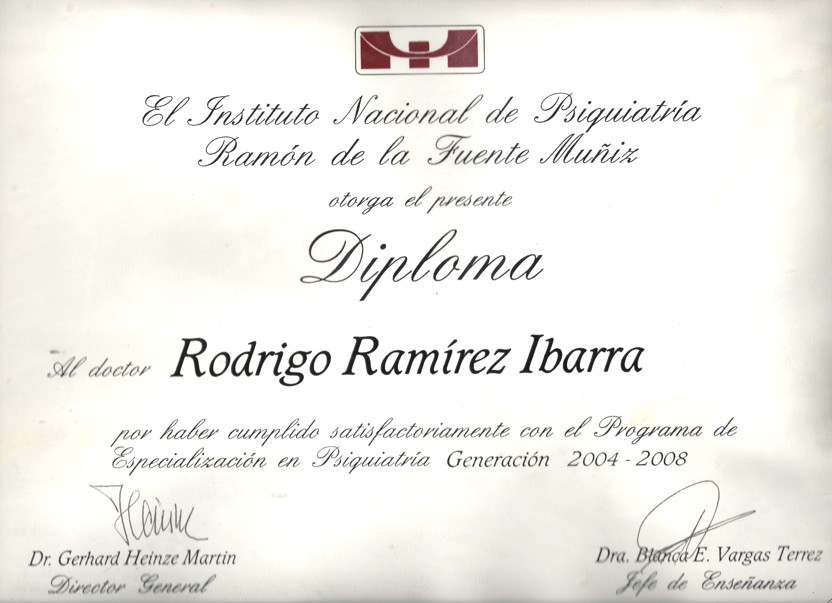 El Instituto Nacional de Psiquiatría
Ramón de la Fuente Muñiz
otorga el presente
Diploma
Al doctor Rodrigo Ramírez Ibarra
por haber cumplido satisfactoriamente con el Programa de
Especialización en Psiquiatría Generación 2004 - 2008
Heinze
Dr. Gerhard Heinze Martin
Director General
Dra. Blanca E. Vargas Terrez
Jefe de Enseñanza